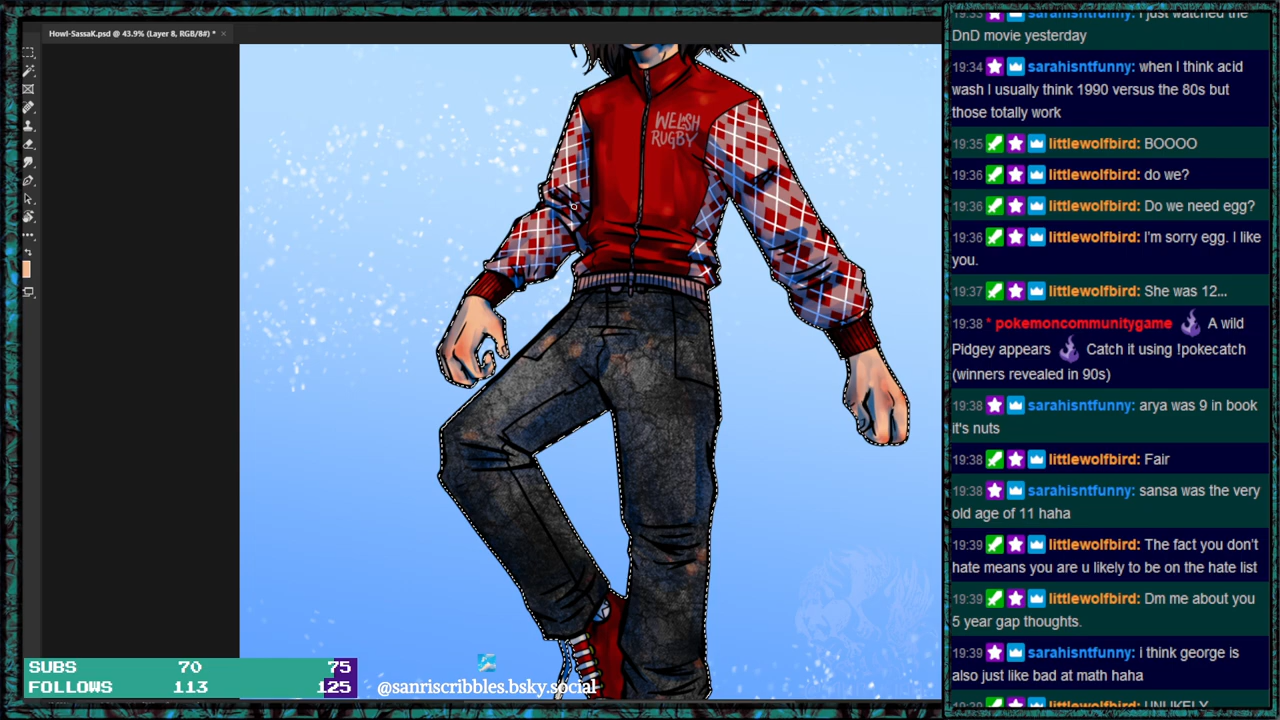 Howl-SassaK.psd @ 43.9% (Layer 8, RGB/8#) *
WELSH
RUGBY
SUBS 70 75
FOLLOWS 113 125
@sanriscribbles.bsky.social
19:33 sarahisntfunny: I just watched the
DnD movie yesterday
19:34 sarahisntfunny: when I think acid
wash I usually think 1990 versus the 80s but
those totally work
19:35 littlewolfbird: BOOOO
19:36 littlewolfbird: do we?
19:36 littlewolfbird: Do we need egg?
19:36 littlewolfbird: I'm sorry egg. I like
you.
19:37 littlewolfbird: She was 12...
19:38 * pokemoncommunitygame A wild
Pidgey appears Catch it using !pokecatch
(winners revealed in 90s)
19:38 sarahisntfunny: arya was 9 in book
it's nuts
19:38 littlewolfbird: Fair
19:38 sarahisntfunny: sansa was the very
old age of 11 haha
19:39 littlewolfbird: The fact you don't
hate means you are u likely to be on the hate list
19:39 littlewolfbird: Dm me about you
5 year gap thoughts.
19:39 sarahisntfunny: i think george is
also just like bad at math haha
19:39 littlewolfbird: UNLIKELY